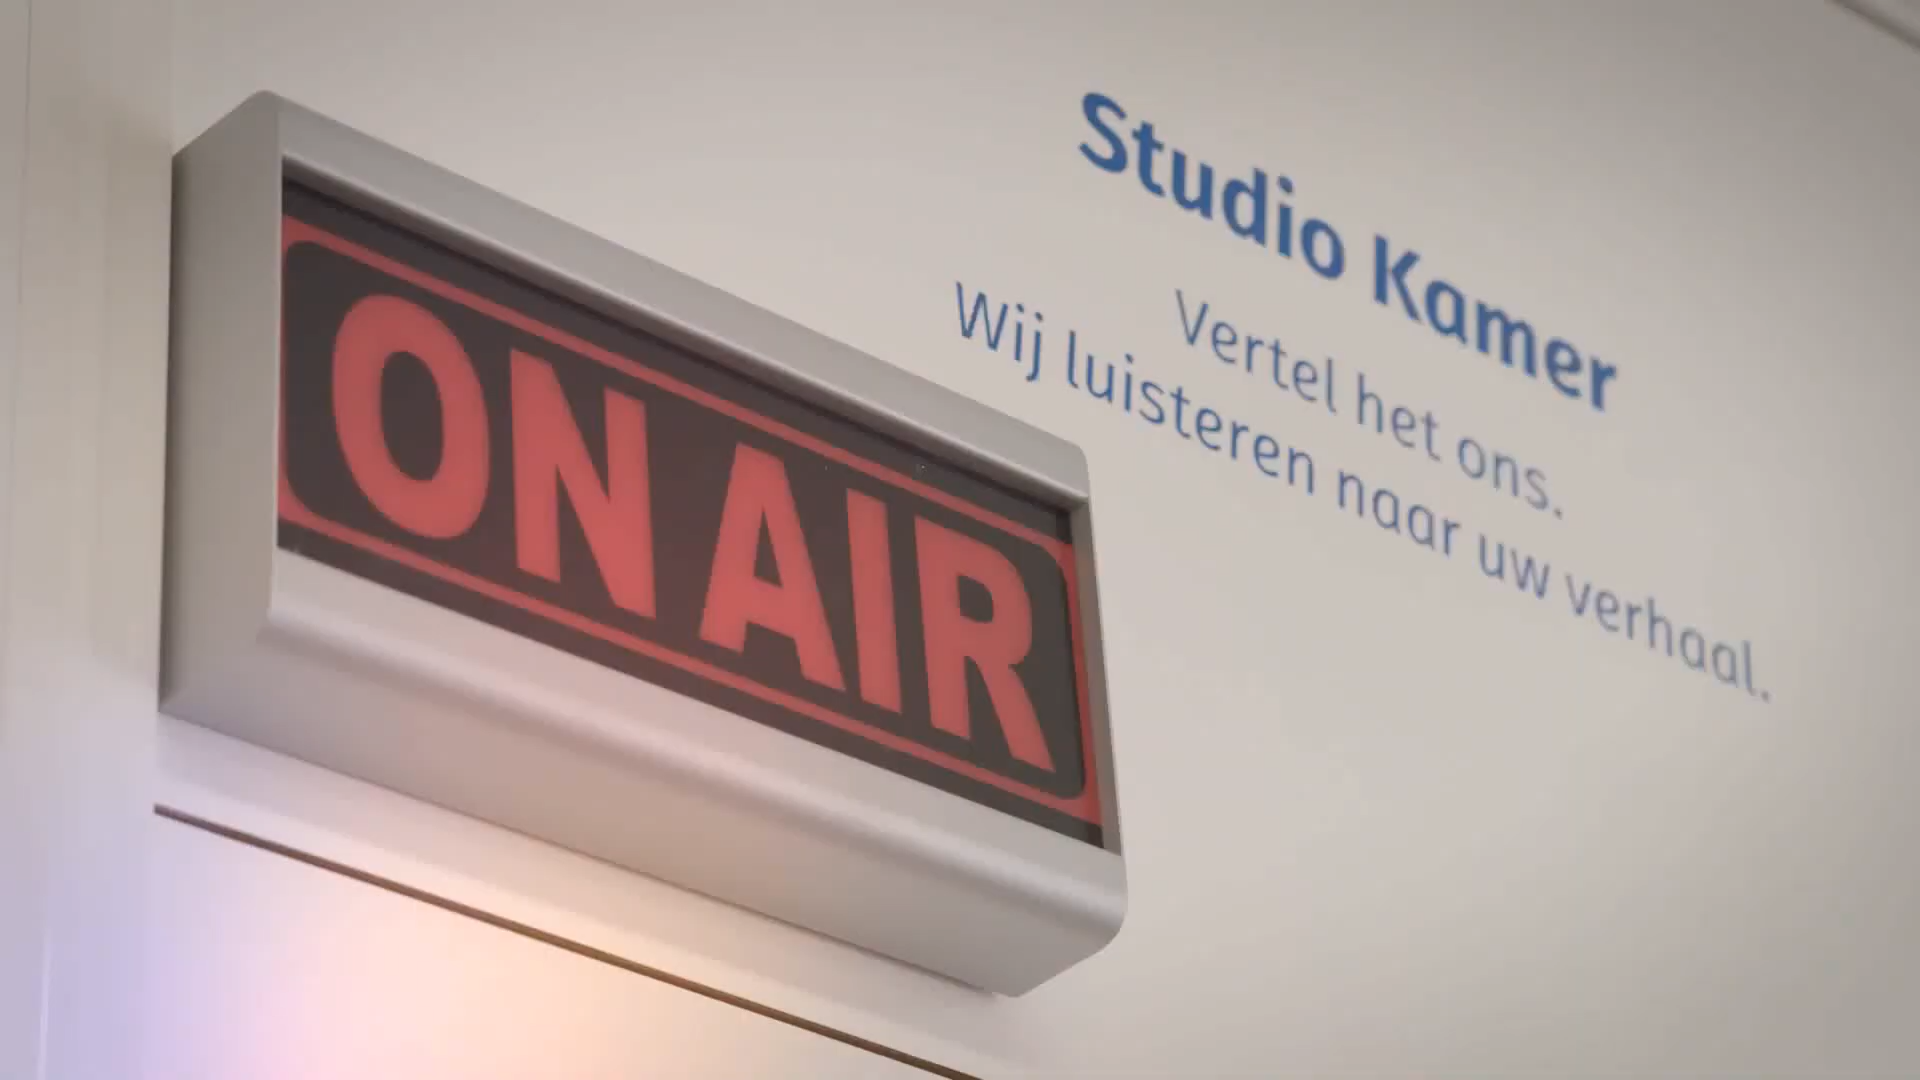 ON AIR
Studio Kamer
Vertel het ons.
Wij luisteren naar uw verhaal.